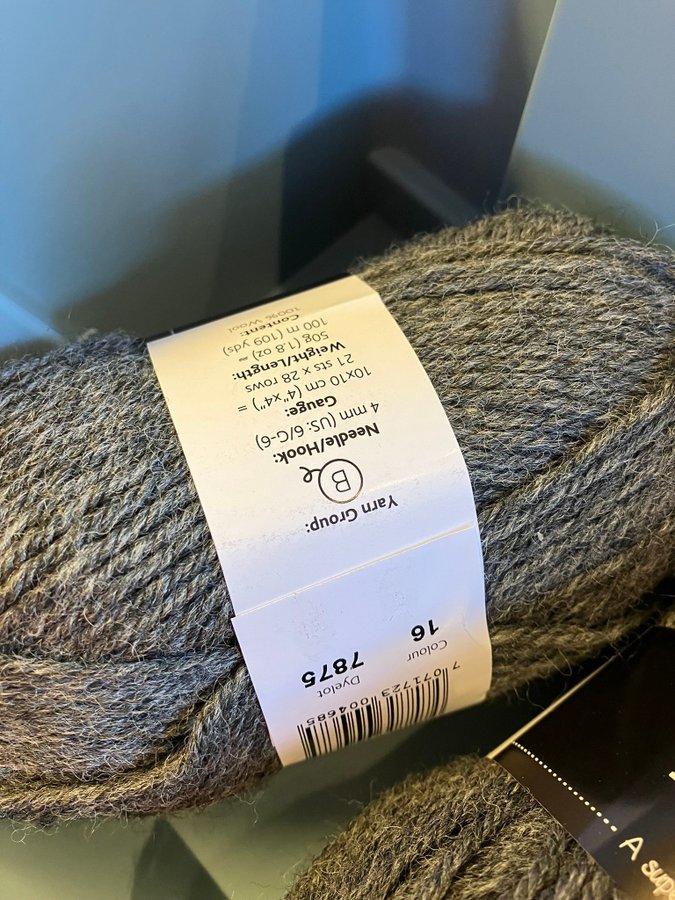 Yarn Group:
B
Needle/Hook:
4 mm (US: 6/G-6)
Gauge:
10x10 cm (4"x4") =
21 sts x 28 rows
Weight/Length:
50g (1.8 oz) =
100 m (109 yds)
Content:
100% Wool
Colour
16
Dyelot
7875
7 071723 004685
A supe